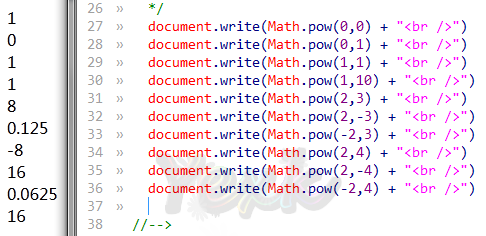 1
0
1
1
8
0.125
-8
16
0.0625
16
26 */
27 » document.write(Math.pow(0,0) + "<br />")
28 » document.write(Math.pow(0,1) + "<br />")
29 » document.write(Math.pow(1,1) + "<br />")
30 » document.write(Math.pow(1,10) + "<br />")
31 » document.write(Math.pow(2,3) + "<br />")
32 » document.write(Math.pow(2,-3) + "<br />")
33 » document.write(Math.pow(-2,3) + "<br />")
34 » document.write(Math.pow(2,4) + "<br />")
35 » document.write(Math.pow(2,-4) + "<br />")
36 » document.write(Math.pow(-2,4) + "<br />")
37 »
38 //-->